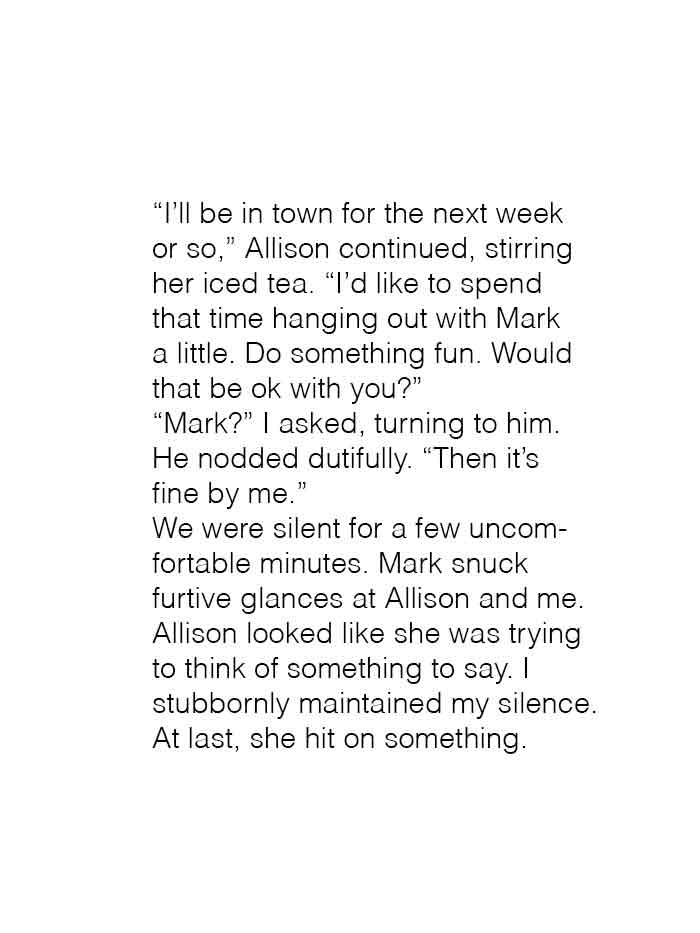 “I’ll be in town for the next week
or so,” Allison continued, stirring
her iced tea. “I’d like to spend
that time hanging out with Mark
a little. Do something fun. Would
that be ok with you?”
“Mark?” I asked, turning to him.
He nodded dutifully. “Then it’s
fine by me.”
We were silent for a few uncom-
fortable minutes. Mark snuck
furtive glances at Allison and me.
Allison looked like she was trying
to think of something to say. I
stubbornly maintained my silence.
At last, she hit on something.